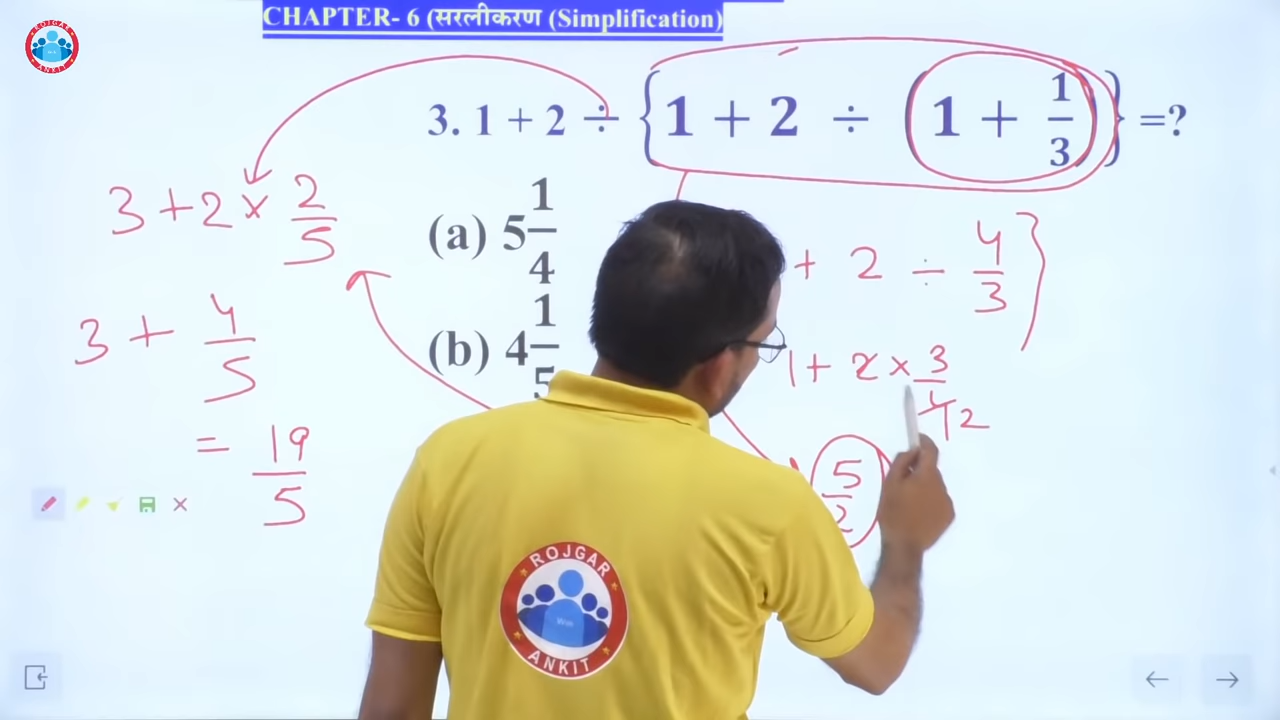 CHAPTER- 6 (सरलीकरण (Simplification)
3. 1 + 2 ÷ {1 + 2 ÷ (1 + 1/3)} =?
(a) 5 1/4
(b) 4 1/5
3 + 2 × 2/5
3 + 4/5
= 19/5
+ 2 ÷ 4/3}
1 + 2 × 3/4 2
5/2
ROJGAR
ANKIT
ROJGAR
ANKIT